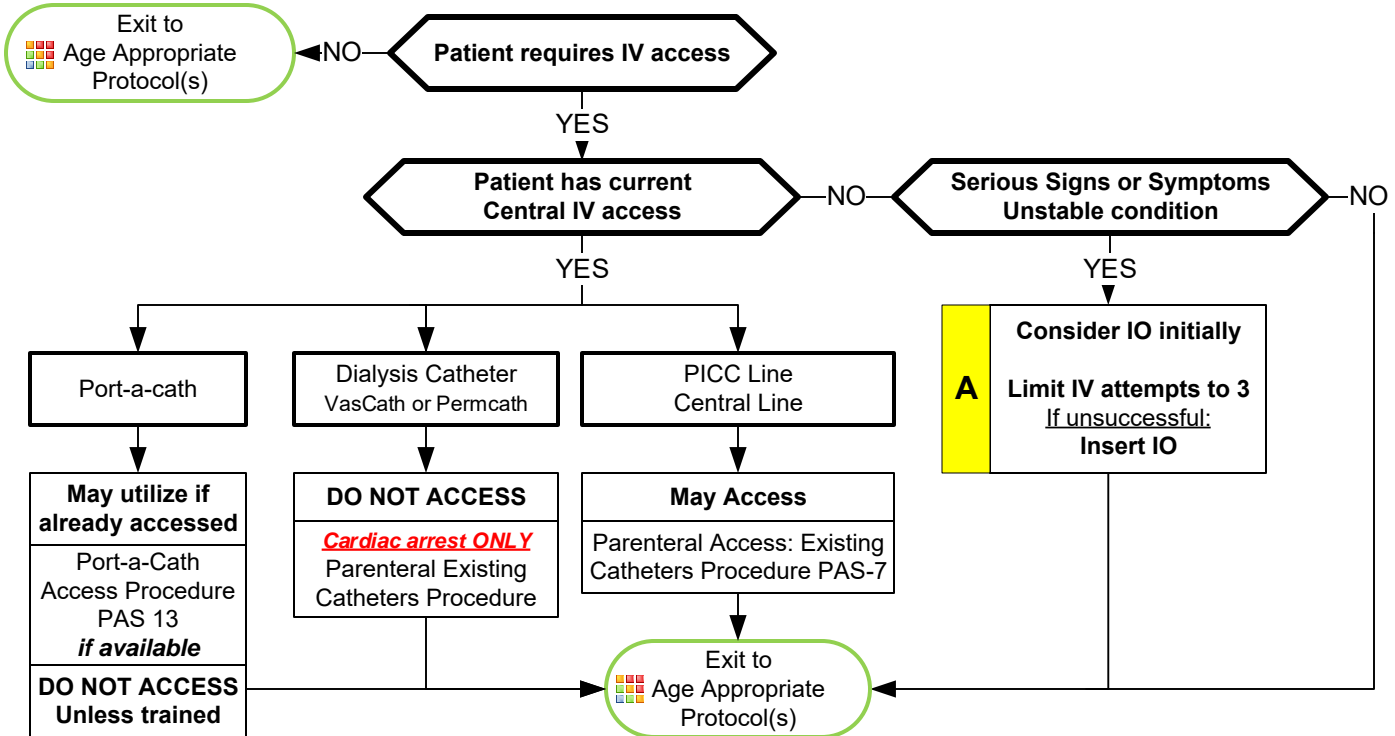 Exit to
Age Appropriate
Protocol(s)
NO
Patient requires IV access
YES
Patient has current
Central IV access
NO
Serious Signs or Symptoms
Unstable condition
NO
YES
YES
Port-a-cath
Dialysis Catheter
VasCath or Permcath
PICC Line
Central Line
A
Consider IO initially
Limit IV attempts to 3
If unsuccessful:
Insert IO
May utilize if
already accessed
Port-a-Cath
Access Procedure
PAS 13
if available
DO NOT ACCESS
Unless trained
DO NOT ACCESS
Cardiac arrest ONLY
Parenteral Existing
Catheters Procedure
May Access
Parenteral Access: Existing
Catheters Procedure PAS-7
Exit to
Age Appropriate
Protocol(s)